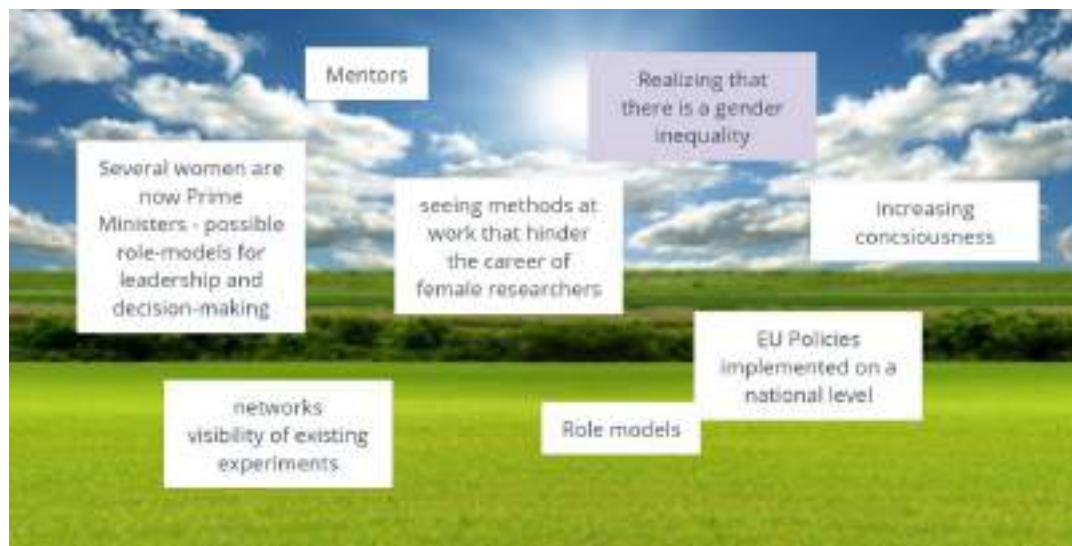 Mentors
Realizing that
there is a gender
inequality
Several women are
now Prime
Ministers - possible
role-models for
leadership and
decision-making
seeing methods at
work that hinder
the career of
female researchers
increasing
concsiousness
EU Policies
implemented on a
national level
networks
visibility of existing
experiments
Role models